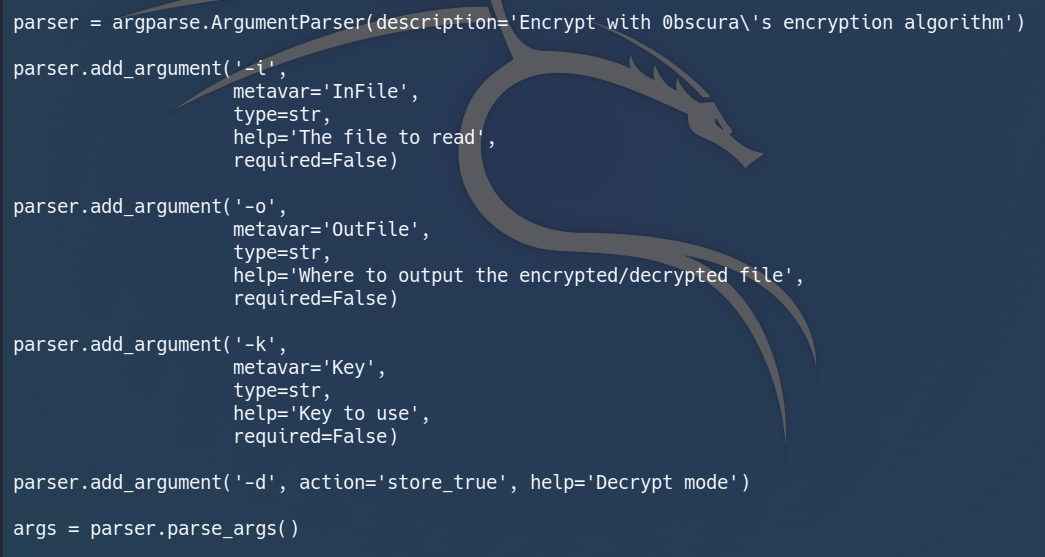 parser = argparse.ArgumentParser(description='Encrypt with 0bscura\'s encryption algorithm')
parser.add_argument('-i',
metavar='InFile',
type=str,
help='The file to read',
required=False)
parser.add_argument('-o',
metavar='OutFile',
type=str,
help='Where to output the encrypted/decrypted file',
required=False)
parser.add_argument('-k',
metavar='Key',
type=str,
help='Key to use',
required=False)
parser.add_argument('-d', action='store_true', help='Decrypt mode')
args = parser.parse_args()